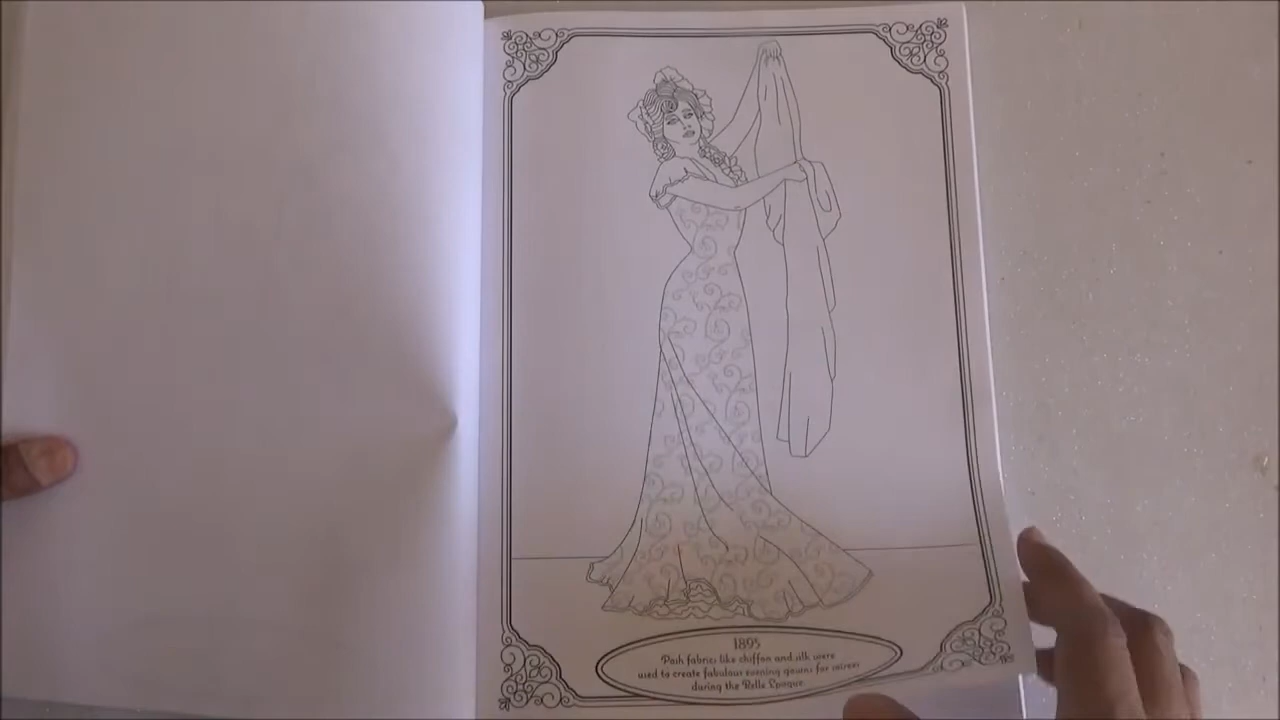 1895
Posh fabrics like chiffon and silk were
used to create fabulous evening gowns for soirees
during the Belle Epoque